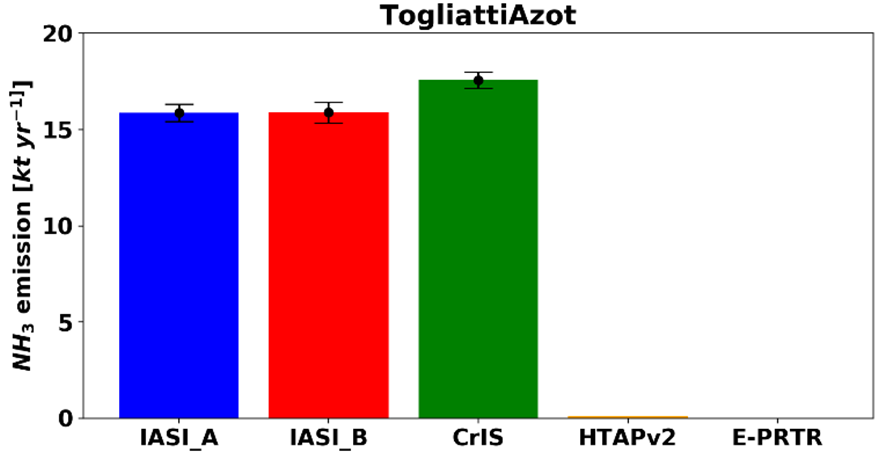 TogliattiAzot
NH₃ emission [kt yr⁻¹]]
20
15
10
5
0
IASI_A IASI_B CrIS HTAPv2 E-PRTR